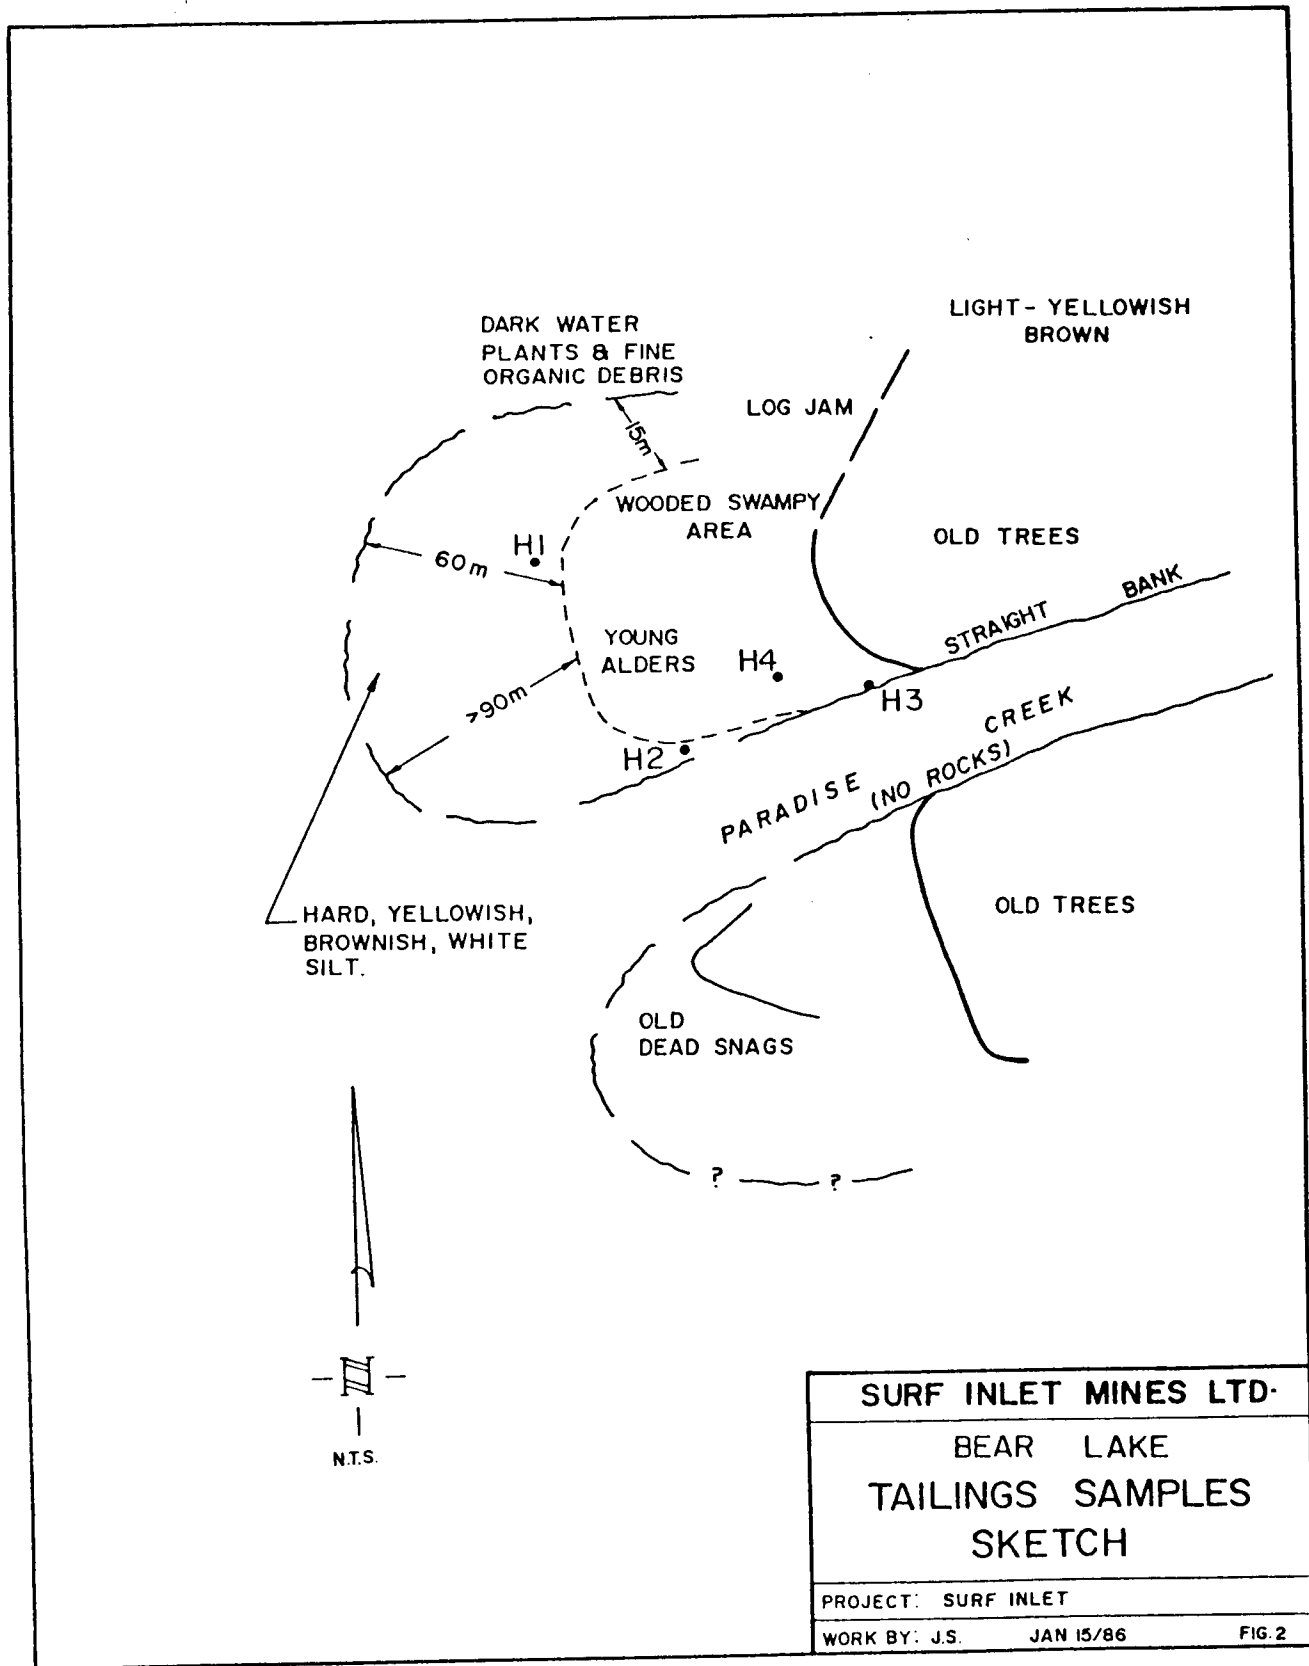 LIGHT - YELLOWISH
BROWN
DARK WATER
PLANTS & FINE
ORGANIC DEBRIS
LOG JAM
15m
WOODED SWAMPY
AREA
OLD TREES
H1
60m
STRAIGHT BANK
YOUNG
ALDERS
H4
H3
>90m
H2
PARADISE CREEK
(NO ROCKS)
HARD, YELLOWISH,
BROWNISH, WHITE
SILT.
OLD TREES
OLD
DEAD SNAGS
? ?
N
N.T.S.
SURF INLET MINES LTD.
BEAR LAKE
TAILINGS SAMPLES
SKETCH
PROJECT: SURF INLET
WORK BY: J.S. JAN 15/86 FIG. 2